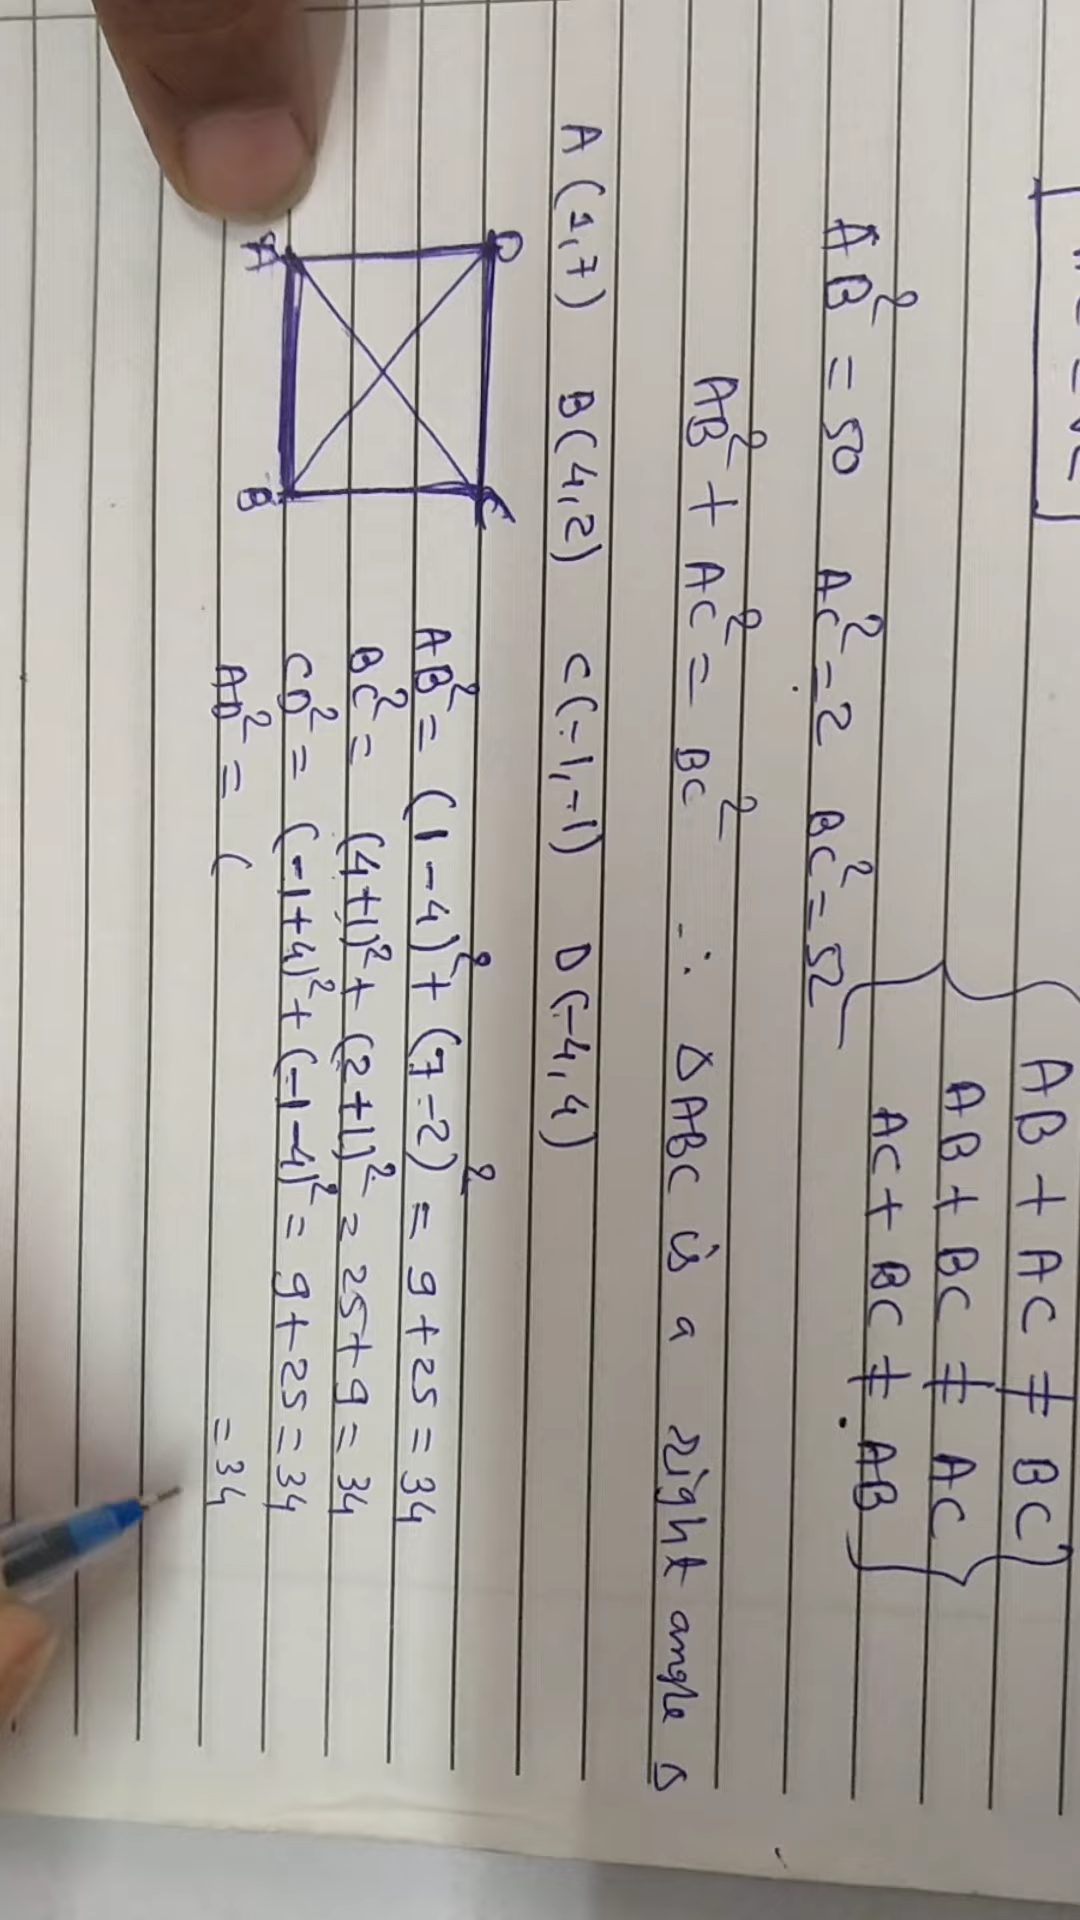 AB + AC ≠ BC
AB + BC ≠ AC
AC + BC ≠ AB
AB² = 50 AC² = 2 BC² = 52
AB² + AC² = BC² ∴ ΔABC is a right angle Δ
A (1,7) B(4,2) C(-1,-1) D(-4,4)
D C
A B
AB² = (1-4)² + (7-2)² = 9+25 = 34
BC² = (4+1)² + (2+1)² = 25+9 = 34
CD² = (-1+4)² + (-1-4)² = 9+25 = 34
AD² = ( = 34